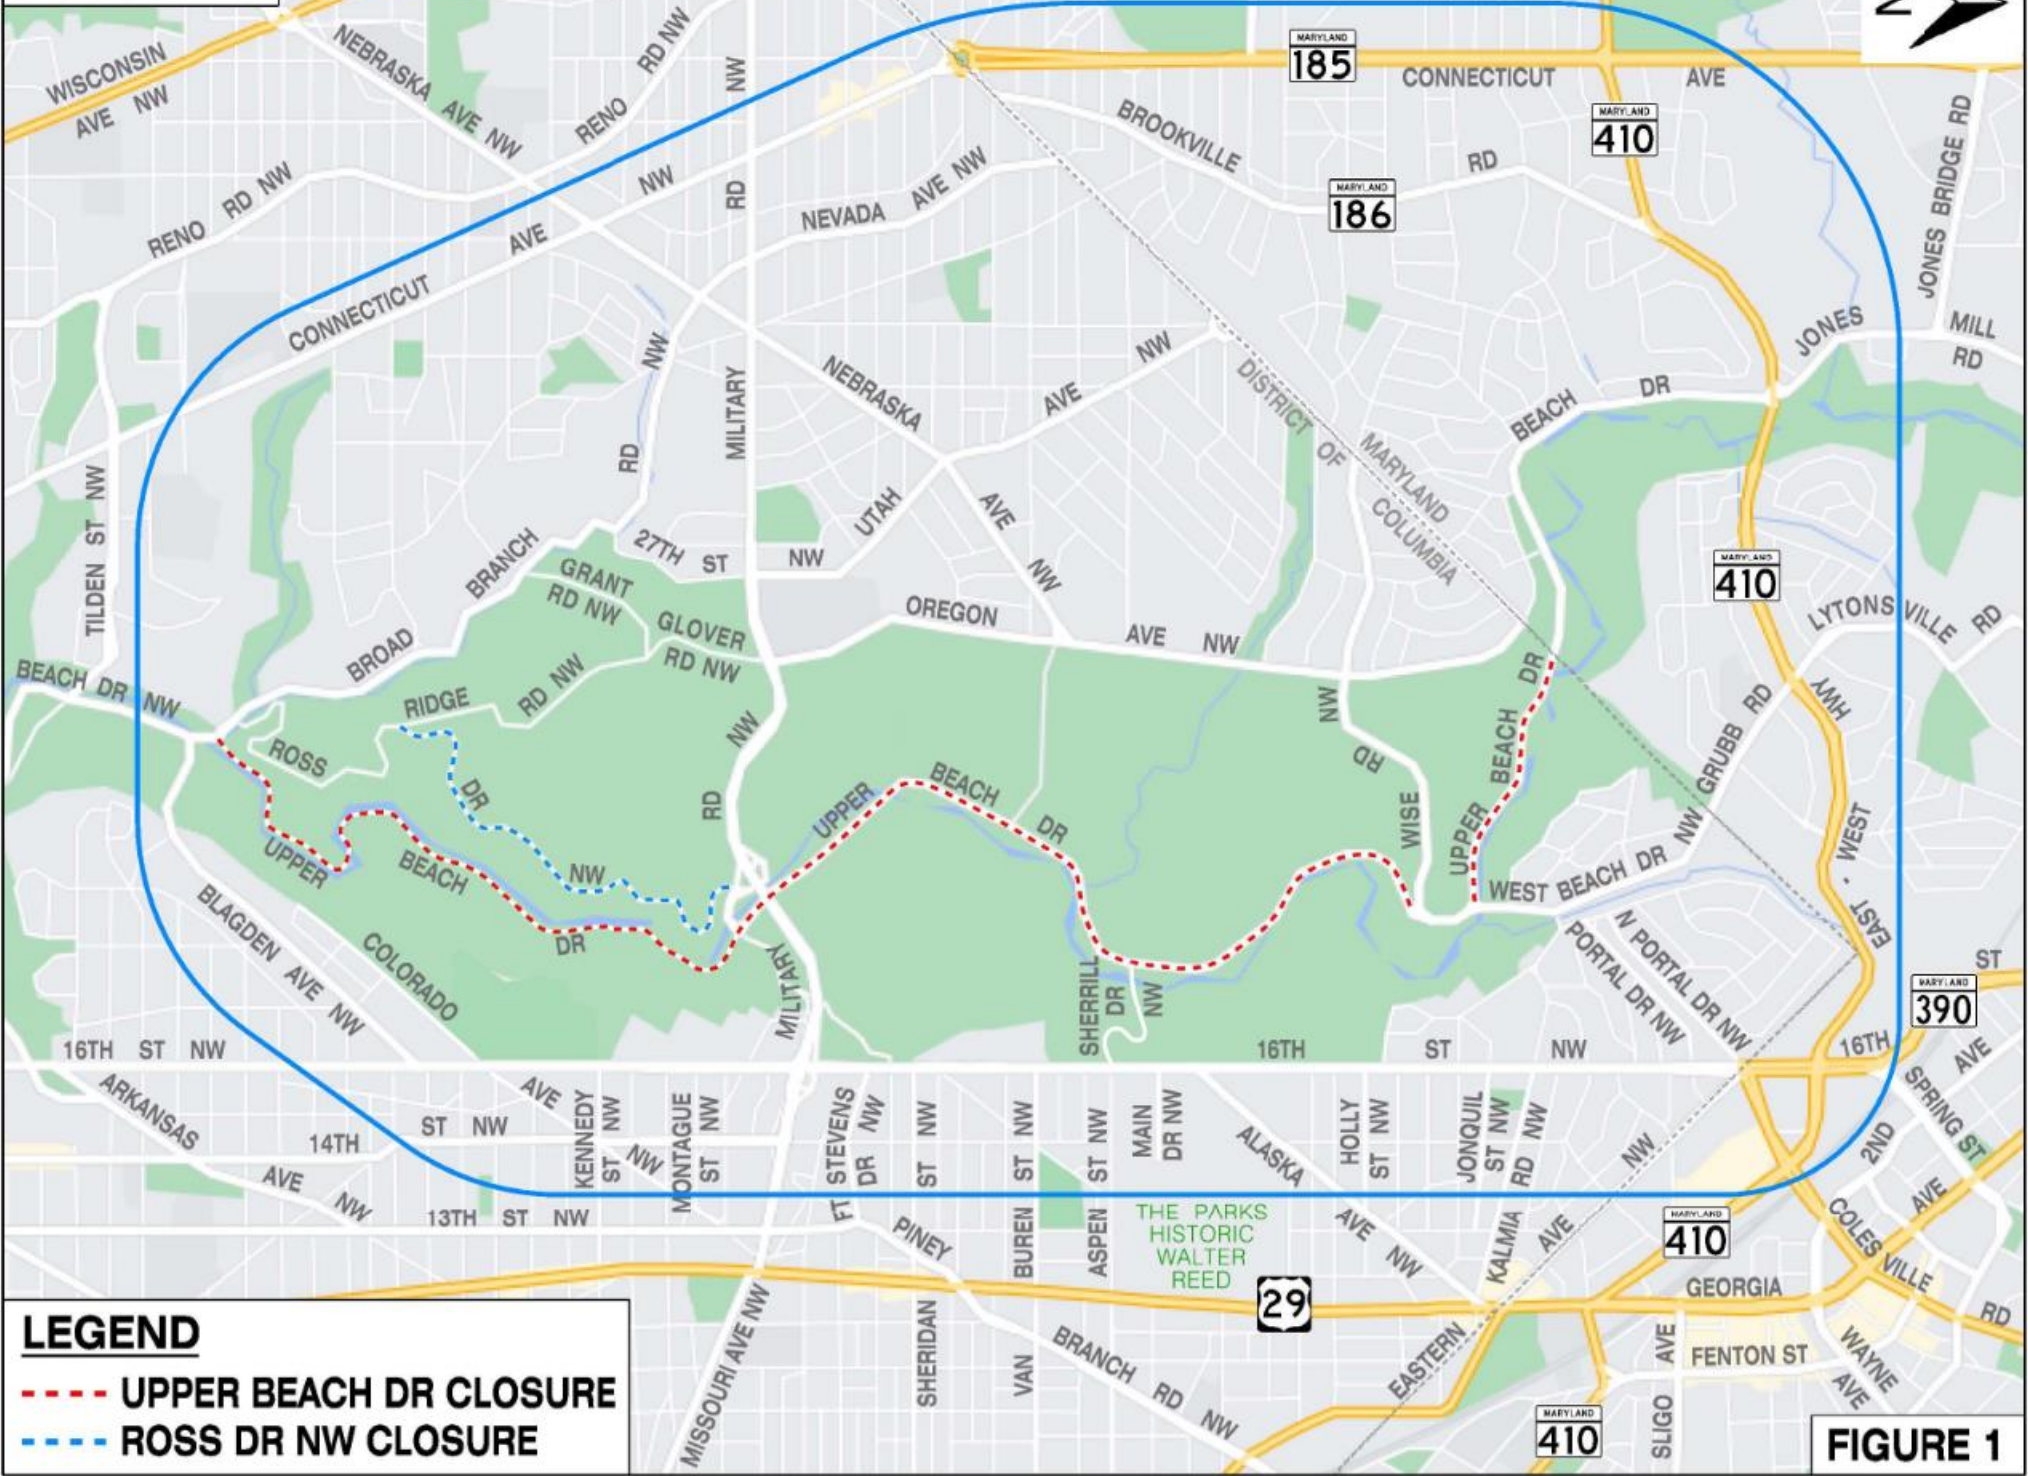 WISCONSIN
AVE NW
NEBRASKA
AVE NW
RENO
RD NW
RENO
RD NW
CONNECTICUT
AVE
NW
MILITARY
RD
NW
NEVADA
AVE NW
MARYLAND
185
CONNECTICUT
AVE
MARYLAND
410
BROOKVILLE
RD
MARYLAND
186
JONES BRIDGE RD
JONES
MILL
RD
NEBRASKA
AVE
NW
UTAH
AVE
NW
DISTRICT OF
COLUMBIA
MARYLAND
BEACH
DR
MARYLAND
410
LYTONSVILLE
RD
TILDEN ST NW
BROAD
BRANCH
RD
NW
27TH
ST
NW
GRANT
RD NW
GLOVER
RD NW
OREGON
AVE
NW
BEACH DR NW
RIDGE
RD NW
ROSS
DR
NW
RD
NW
UPPER
BEACH
DR
UPPER
BEACH
DR
NW
RD
WISE
UPPER
BEACH
DR
WEST BEACH DR
NW
GRUBB
RD
EAST - WEST
HWY
N PORTAL DR NW
PORTAL DR NW
BLAGDEN AVE NW
COLORADO
AVE
NW
MILITARY
SHERRILL
DR
NW
16TH ST NW
16TH
ST
NW
16TH
ST
MARYLAND
390
ARKANSAS
AVE
NW
14TH
ST NW
13TH ST NW
KENNEDY
ST NW
MONTAGUE
ST NW
FT STEVENS
DR NW
SHERIDAN
ST NW
VAN
BUREN
ST NW
ASPEN
ST NW
MAIN
DR NW
ALASKA
AVE
NW
HOLLY
ST NW
JONQUIL
ST NW
KALMIA
RD NW
EASTERN
AVE
NW
SPRING ST
2ND
AVE
THE PARKS
HISTORIC
WALTER
REED
29
PINEY
BRANCH
RD
NW
MISSOURI AVE NW
MARYLAND
410
GEORGIA
AVE
COLESVILLE
RD
FENTON ST
SLIGO
AVE
WAYNE
AVE
MARYLAND
410
LEGEND
UPPER BEACH DR CLOSURE
ROSS DR NW CLOSURE
FIGURE 1